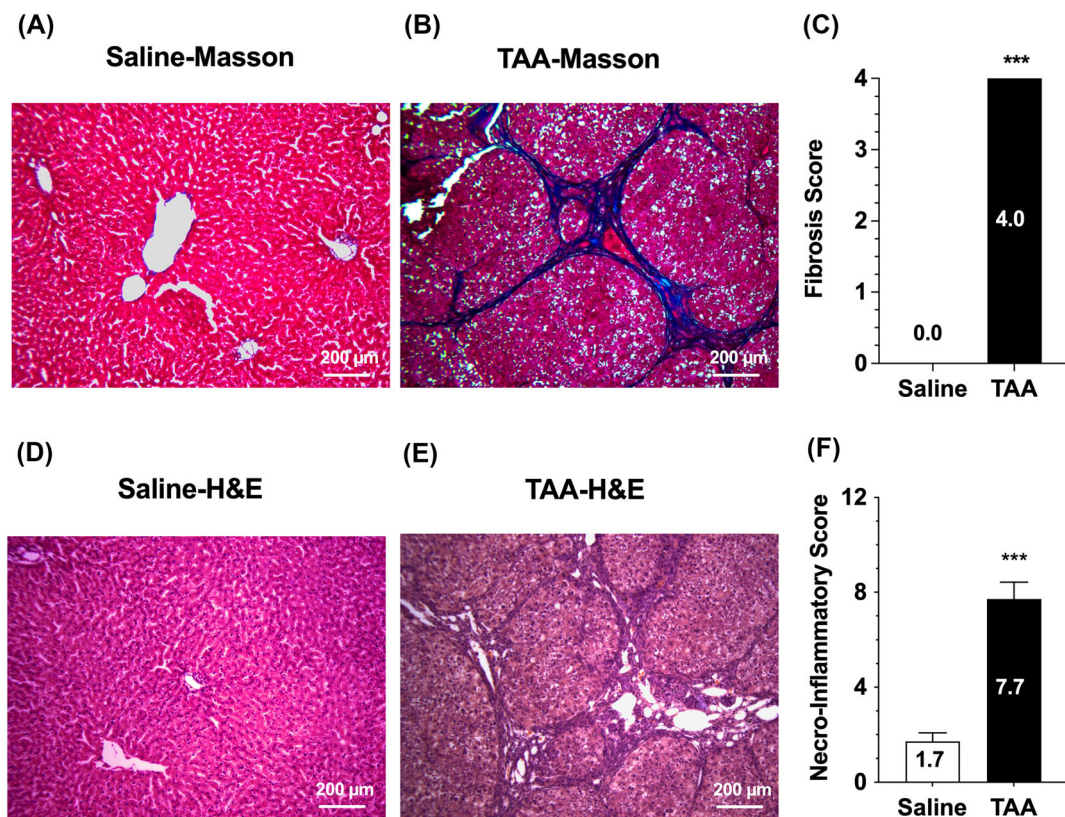 (A)
Saline-Masson
200 µm
(B)
TAA-Masson
200 µm
(C)
***
Fibrosis Score
4
3
2
1
0
0.0
4.0
Saline
TAA
(D)
Saline-H&E
200 µm
(E)
TAA-H&E
200 µm
(F)
***
Necro-Inflammatory Score
12
8
4
0
1.7
7.7
Saline
TAA